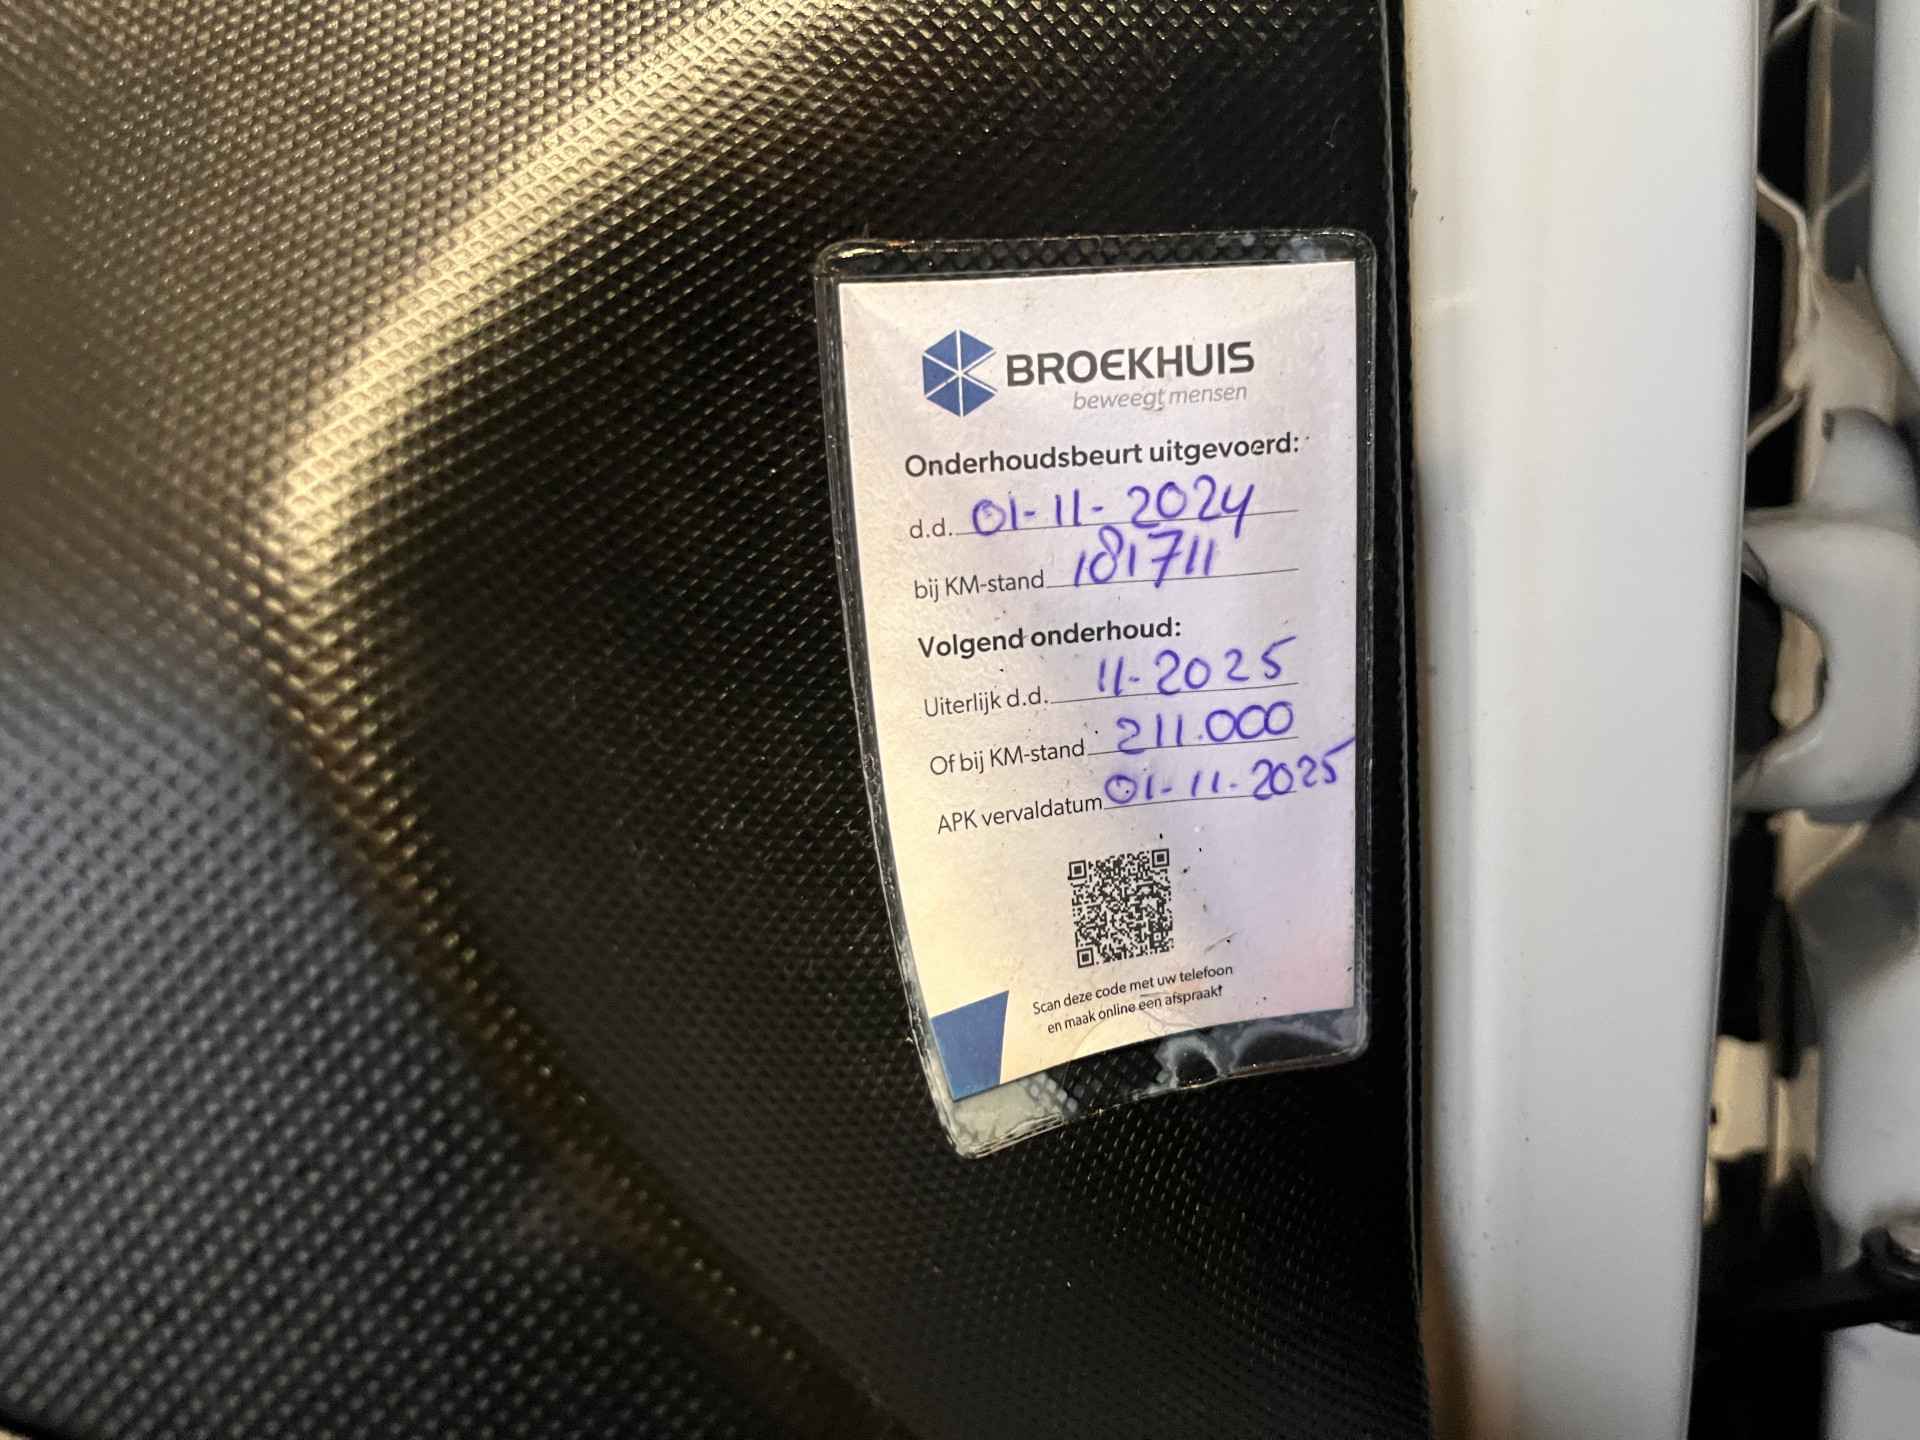 BROEKHUIS
beweegt mensen
Onderhoudsbeurt uitgevoerd:
d.d. 01-11-2024
bij KM-stand 181711
Volgend onderhoud:
Uiterlijk d.d. 11-2025
Of bij KM-stand 211.000
APK vervaldatum 01-11-2025
Scan deze code met uw telefoon
en maak online een afspraak!